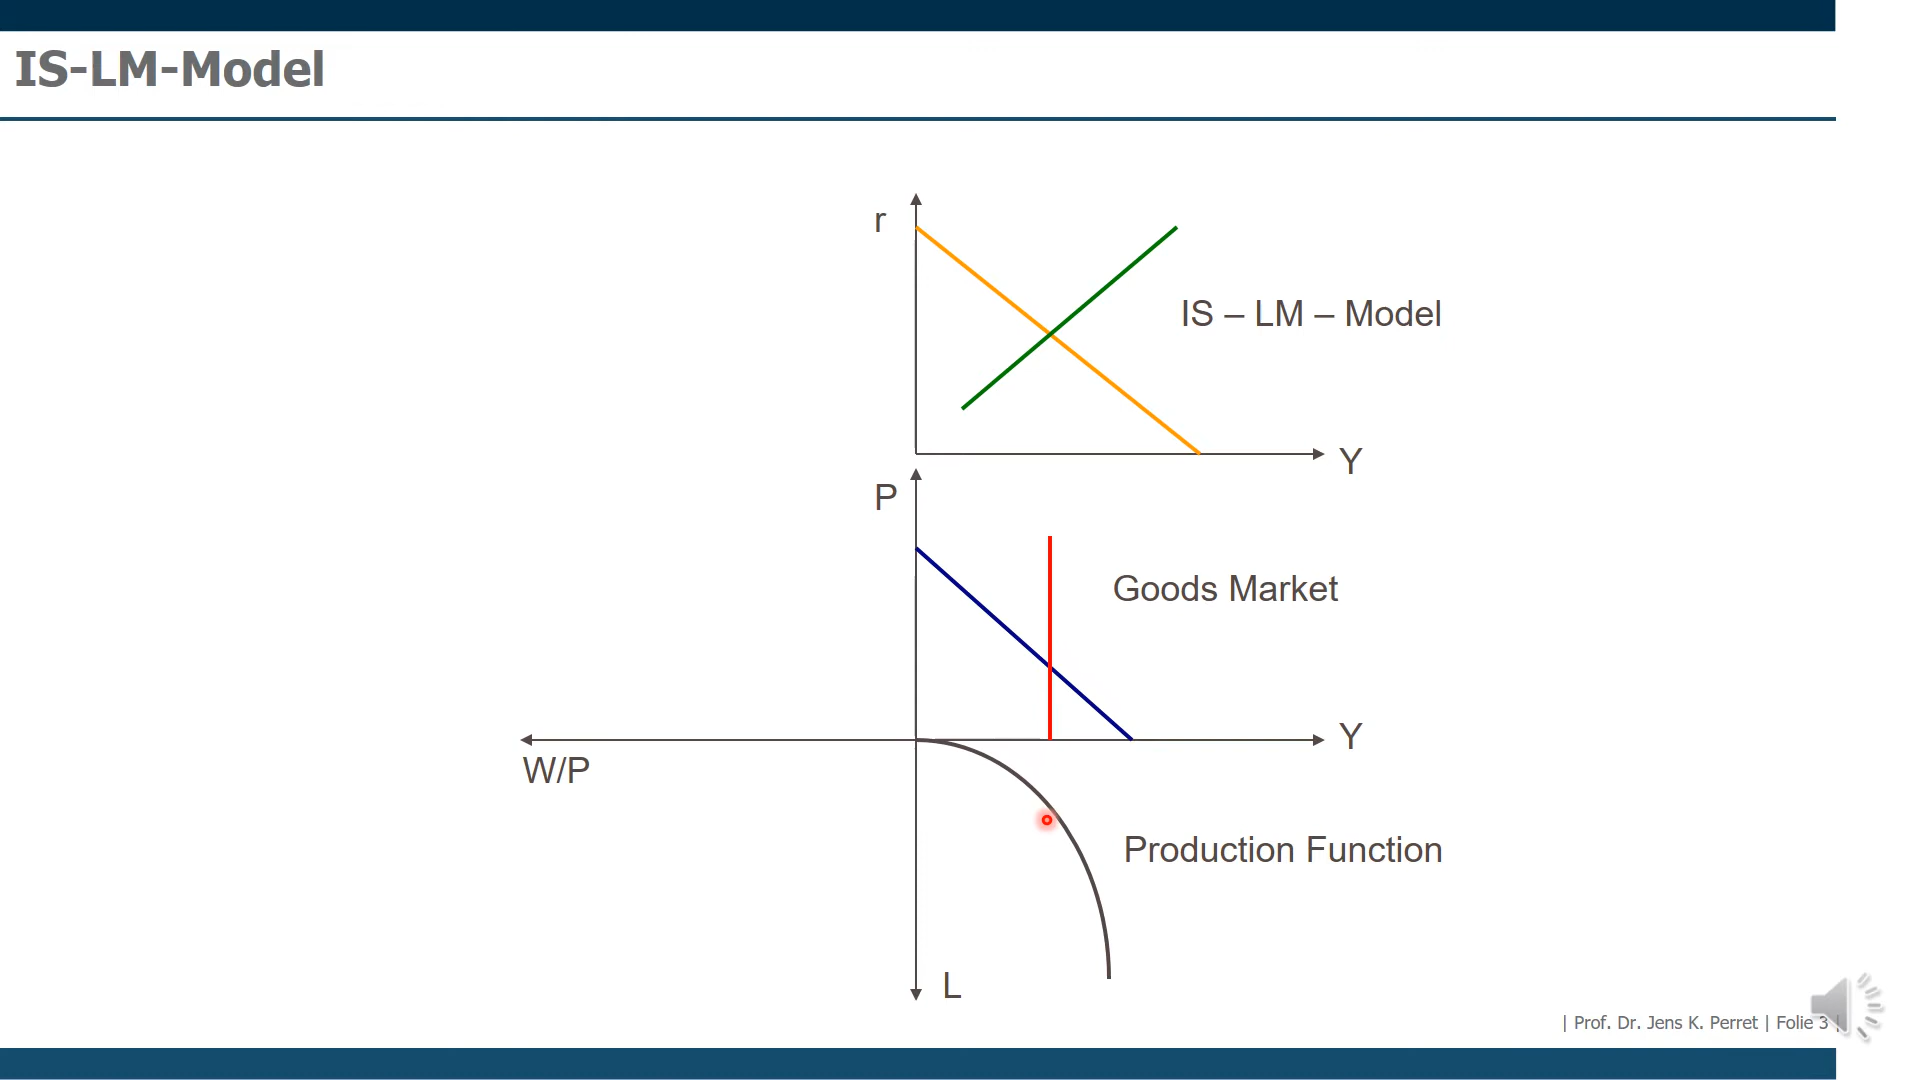 IS-LM-Model
r
IS – LM – Model
Y
P
Goods Market
Y
W/P
Production Function
L
| Prof. Dr. Jens K. Perret | Folie 3 |